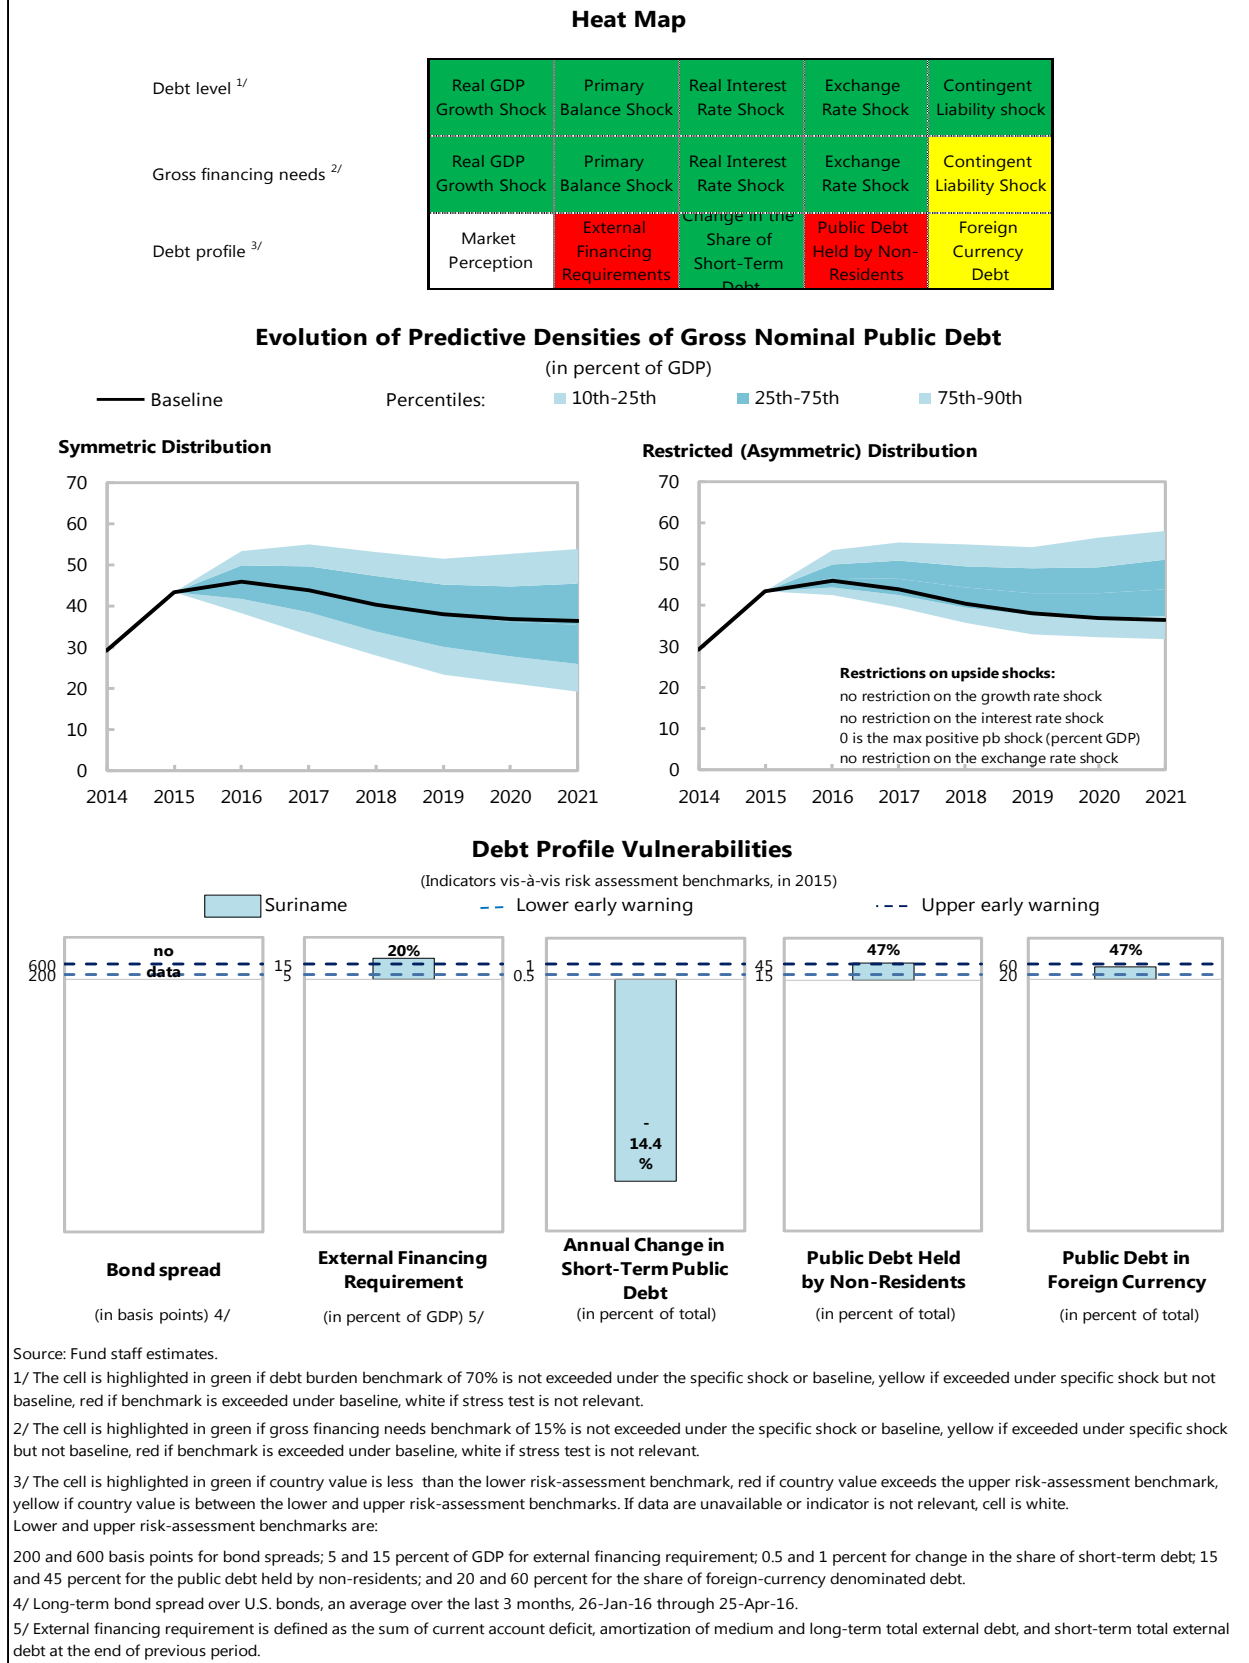 Heat Map
Debt level 1/
Real GDP Growth Shock
Primary Balance Shock
Real Interest Rate Shock
Exchange Rate Shock
Contingent Liability shock
Gross financing needs 2/
Real GDP Growth Shock
Primary Balance Shock
Real Interest Rate Shock
Exchange Rate Shock
Contingent Liability Shock
Debt profile 3/
Market Perception
External Financing Requirements
Change in the Share of Short-Term Debt
Public Debt Held by Non-Residents
Foreign Currency Debt
Evolution of Predictive Densities of Gross Nominal Public Debt
(in percent of GDP)
Baseline Percentiles: 10th-25th 25th-75th 75th-90th
Symmetric Distribution
70
60
50
40
30
20
10
0
2014 2015 2016 2017 2018 2019 2020 2021
Restricted (Asymmetric) Distribution
70
60
50
40
30
20
10
0
Restrictions on upside shocks:
no restriction on the growth rate shock
no restriction on the interest rate shock
0 is the max positive pb shock (percent GDP)
no restriction on the exchange rate shock
2014 2015 2016 2017 2018 2019 2020 2021
Debt Profile Vulnerabilities
(Indicators vis-à-vis risk assessment benchmarks, in 2015)
Suriname Lower early warning Upper early warning
600
200
no
data
Bond spread
(in basis points) 4/
15
5
20%
External Financing
Requirement
(in percent of GDP) 5/
1
0.5
-
14.4
%
Annual Change in
Short-Term Public
Debt
(in percent of total)
45
15
47%
Public Debt Held
by Non-Residents
(in percent of total)
60
20
47%
Public Debt in
Foreign Currency
(in percent of total)
Source: Fund staff estimates.
1/ The cell is highlighted in green if debt burden benchmark of 70% is not exceeded under the specific shock or baseline, yellow if exceeded under specific shock but not
baseline, red if benchmark is exceeded under baseline, white if stress test is not relevant.
2/ The cell is highlighted in green if gross financing needs benchmark of 15% is not exceeded under the specific shock or baseline, yellow if exceeded under specific shock
but not baseline, red if benchmark is exceeded under baseline, white if stress test is not relevant.
3/ The cell is highlighted in green if country value is less than the lower risk-assessment benchmark, red if country value exceeds the upper risk-assessment benchmark,
yellow if country value is between the lower and upper risk-assessment benchmarks. If data are unavailable or indicator is not relevant, cell is white.
Lower and upper risk-assessment benchmarks are:
200 and 600 basis points for bond spreads; 5 and 15 percent of GDP for external financing requirement; 0.5 and 1 percent for change in the share of short-term debt; 15
and 45 percent for the public debt held by non-residents; and 20 and 60 percent for the share of foreign-currency denominated debt.
4/ Long-term bond spread over U.S. bonds, an average over the last 3 months, 26-Jan-16 through 25-Apr-16.
5/ External financing requirement is defined as the sum of current account deficit, amortization of medium and long-term total external debt, and short-term total external
debt at the end of previous period.